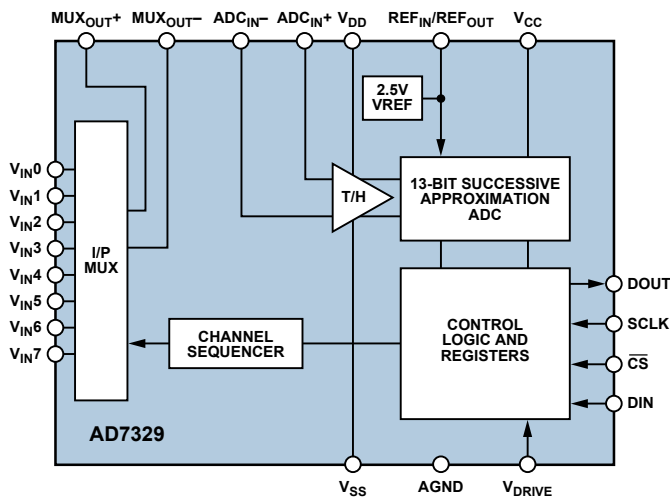 MUXOUT+ MUXOUT– ADCIN– ADCIN+ VDD REFIN/REFOUT VCC
2.5V
VREF
VIN0
VIN1
VIN2
VIN3
VIN4
VIN5
VIN6
VIN7
I/P
MUX
T/H
13-BIT SUCCESSIVE
APPROXIMATION
ADC
CHANNEL
SEQUENCER
CONTROL
LOGIC AND
REGISTERS
DOUT
SCLK
CS
DIN
AD7329
VSS AGND VDRIVE